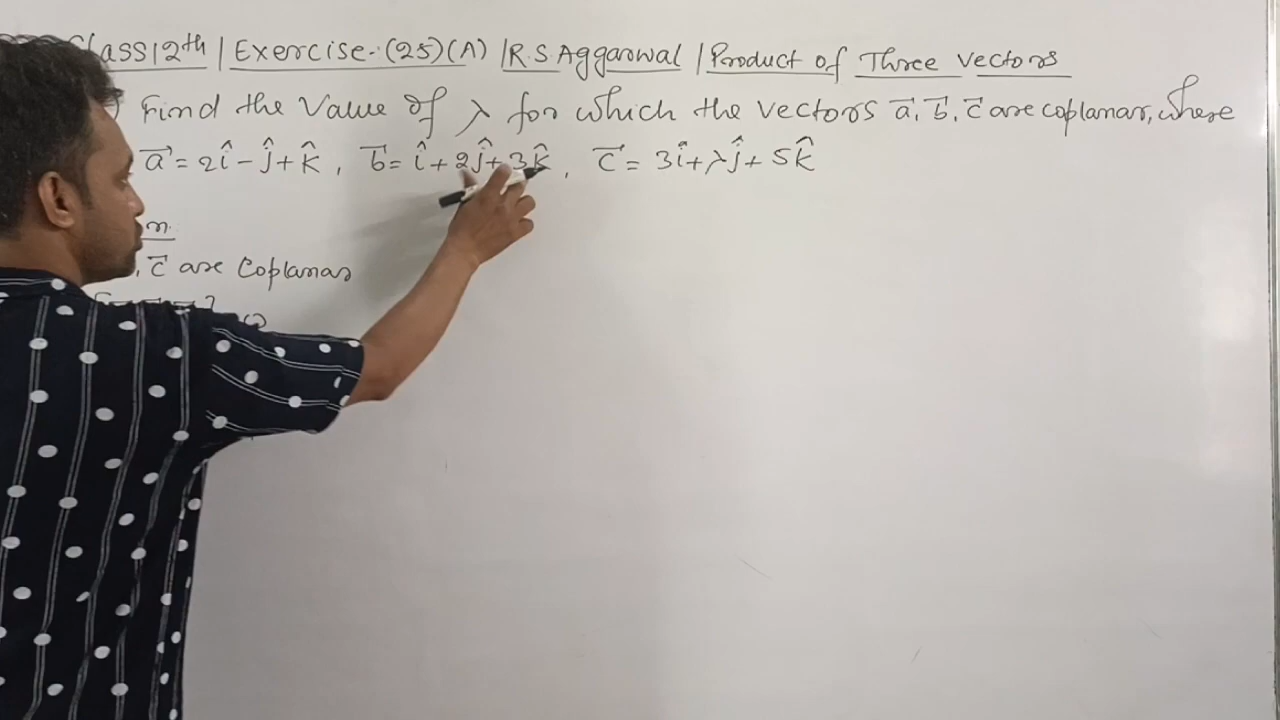 Class 12th | Exercise-(25)(A) | R.S. Aggarwal | Product of Three Vectors
Find the Value of λ for which the vectors a⃗, b⃗, c⃗ are coplanar, where
a⃗ = 2î - ĵ + k̂, b⃗ = î + 2ĵ + 3k̂, c⃗ = 3î + λĵ + 5k̂
, c⃗ are Coplanar